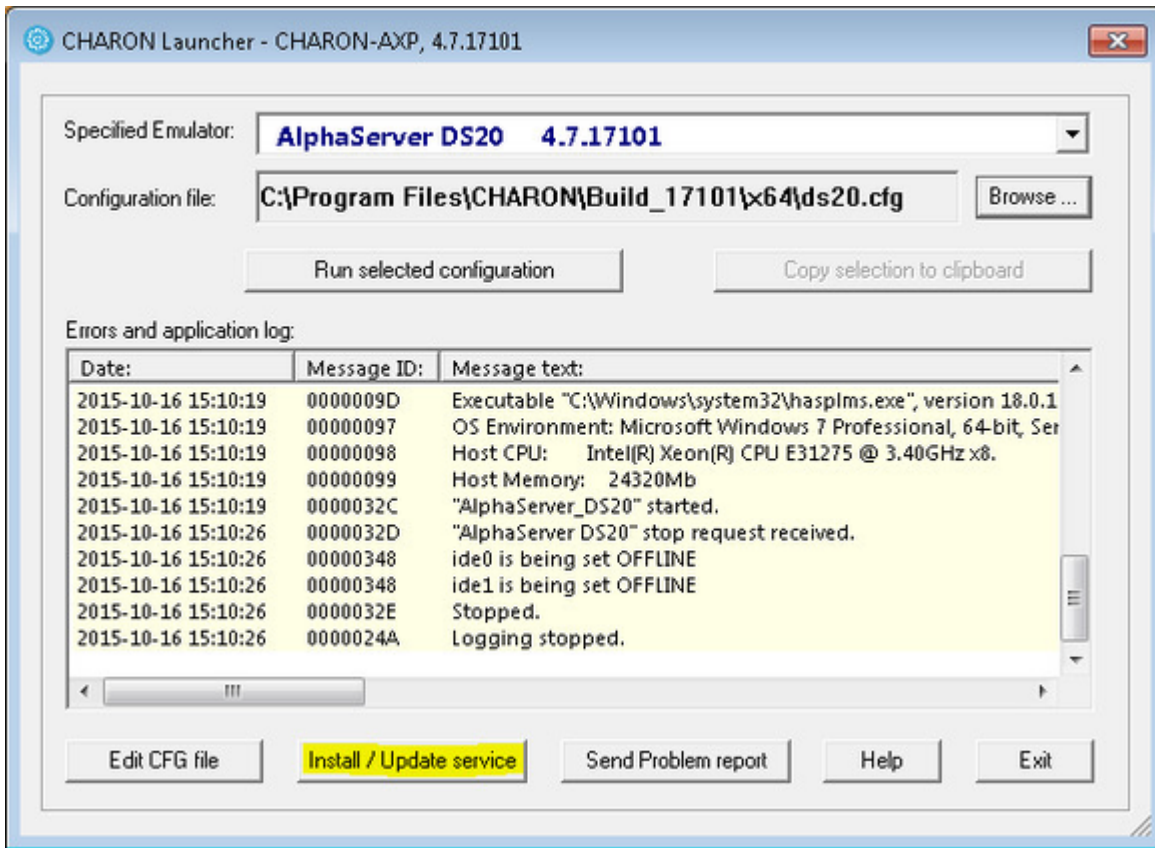 CHARON Launcher - CHARON-AXP, 4.7.17101
Specified Emulator: AlphaServer DS20 4.7.17101
Configuration file: C:\Program Files\CHARON\Build_17101\x64\ds20.cfg Browse ...
Run selected configuration Copy selection to clipboard
Errors and application log:
Date: Message ID: Message text:
2015-10-16 15:10:19 0000009D Executable "C:\Windows\system32\hasplms.exe", version 18.0.1
2015-10-16 15:10:19 00000097 OS Environment: Microsoft Windows 7 Professional, 64-bit, Ser
2015-10-16 15:10:19 00000098 Host CPU: Intel(R) Xeon(R) CPU E31275 @ 3.40GHz x8.
2015-10-16 15:10:19 00000099 Host Memory: 24320Mb
2015-10-16 15:10:19 0000032C "AlphaServer_DS20" started.
2015-10-16 15:10:26 0000032D "AlphaServer DS20" stop request received.
2015-10-16 15:10:26 00000348 ide0 is being set OFFLINE
2015-10-16 15:10:26 00000348 ide1 is being set OFFLINE
2015-10-16 15:10:26 0000032E Stopped.
2015-10-16 15:10:26 0000024A Logging stopped.
Edit CFG file Install / Update service Send Problem report Help Exit